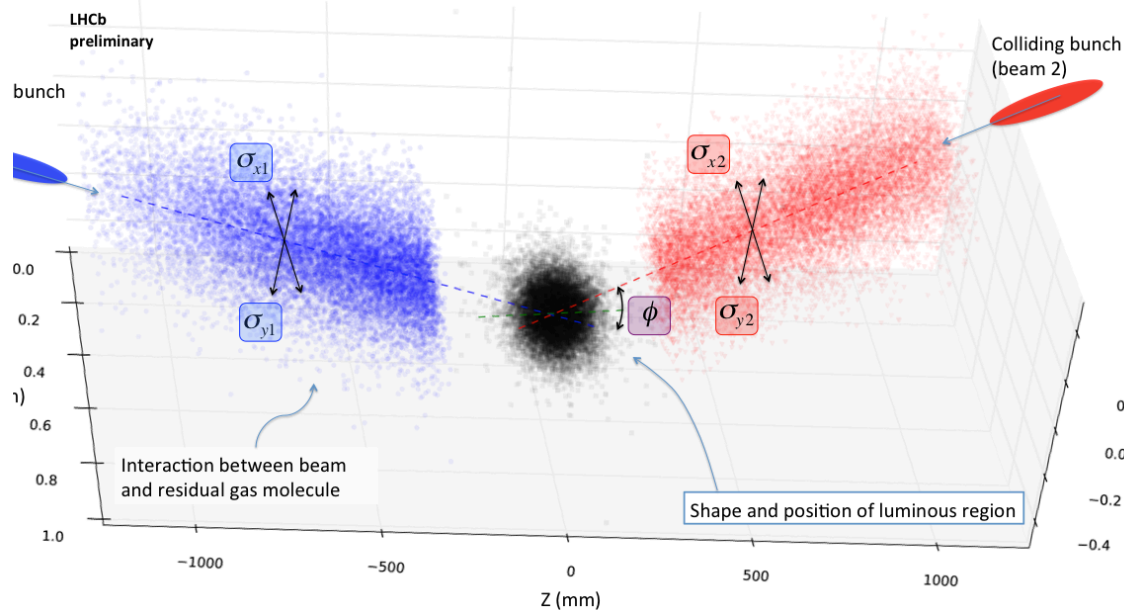 LHCb
preliminary
Colliding bunch
(beam 2)
bunch
σx1
σx2
σy1
ϕ
σy2
0.0
0.2
0.4
)
0.6
0.8
1.0
Interaction between beam
and residual gas molecule
Shape and position of luminous region
0
0.0
−0.2
−0.4
−1000
−500
0
500
1000
Z (mm)